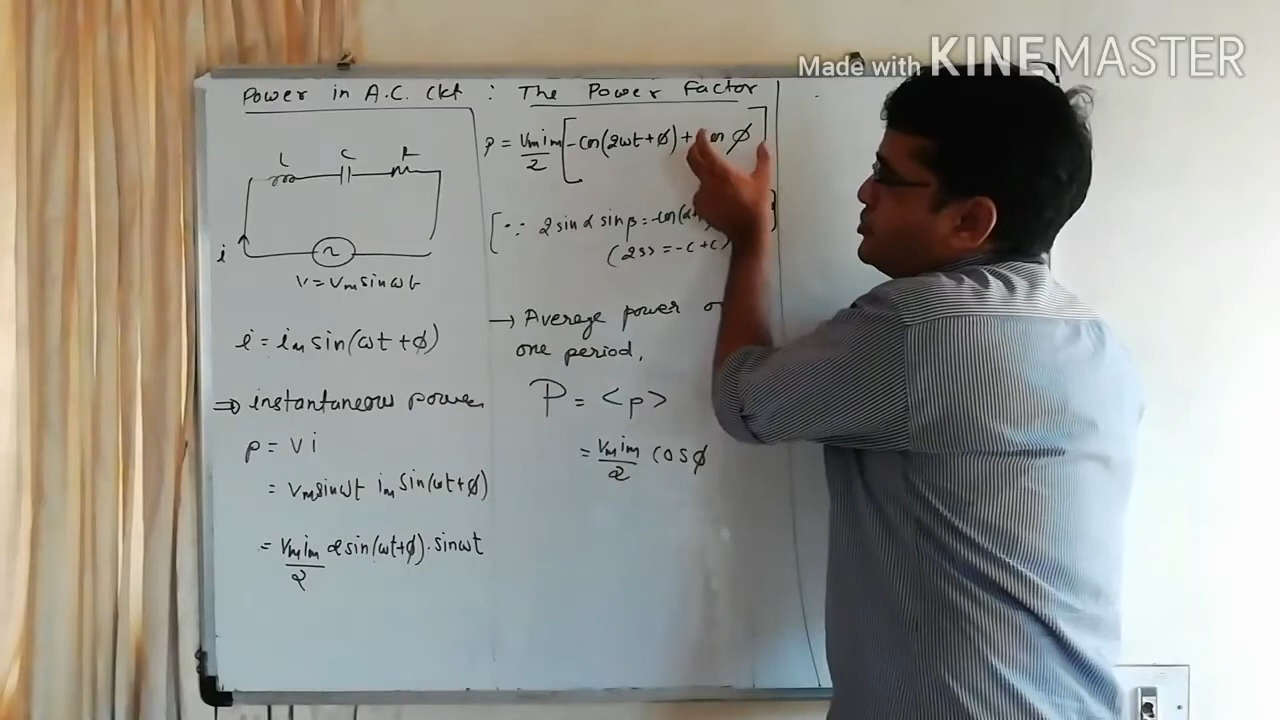 Made with KINEMASTER
Power in A.C. Ckt : The Power Factor
L C R
i
V = Vm sin ωt
i = im sin(ωt + ϕ)
⇒ instantaneous power
p = V i
= Vm sin ωt im sin(ωt + ϕ)
= Vm im / 2 2 sin(ωt + ϕ) . sin ωt
p = Vm im / 2 [ - cos(2ωt + ϕ) + cos ϕ ]
[ ∵ 2 sin α sin β = - cos(α+
(2SS = - C + C)
→ Average power
one period,
P = < p >
= Vm im / 2 cos ϕ